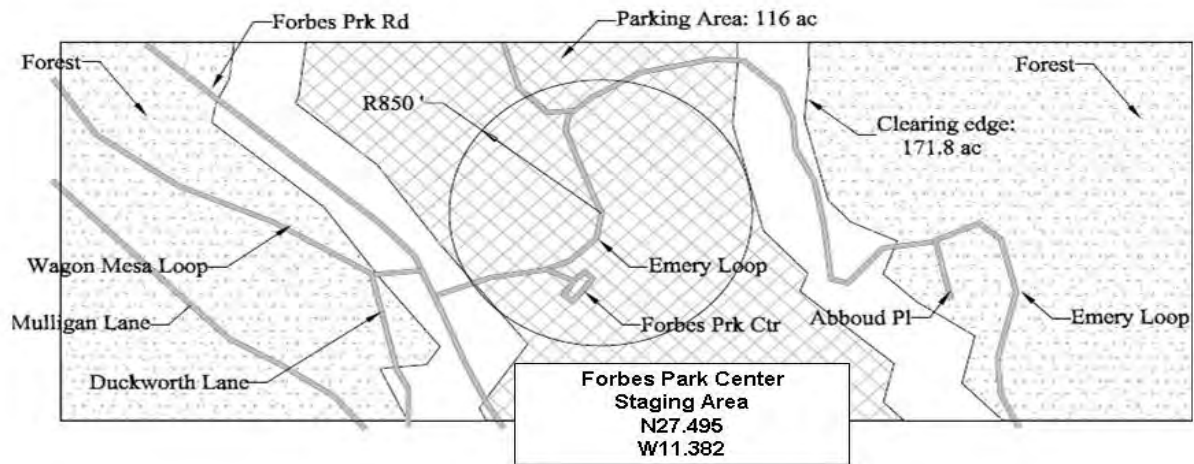 Forbes Prk Rd
Parking Area: 116 ac
Forest
Forest
R850 '
Clearing edge:
171.8 ac
Wagon Mesa Loop
Emery Loop
Mulligan Lane
Forbes Prk Ctr
Abboud Pl
Emery Loop
Duckworth Lane
Forbes Park Center
Staging Area
N27.495
W11.382